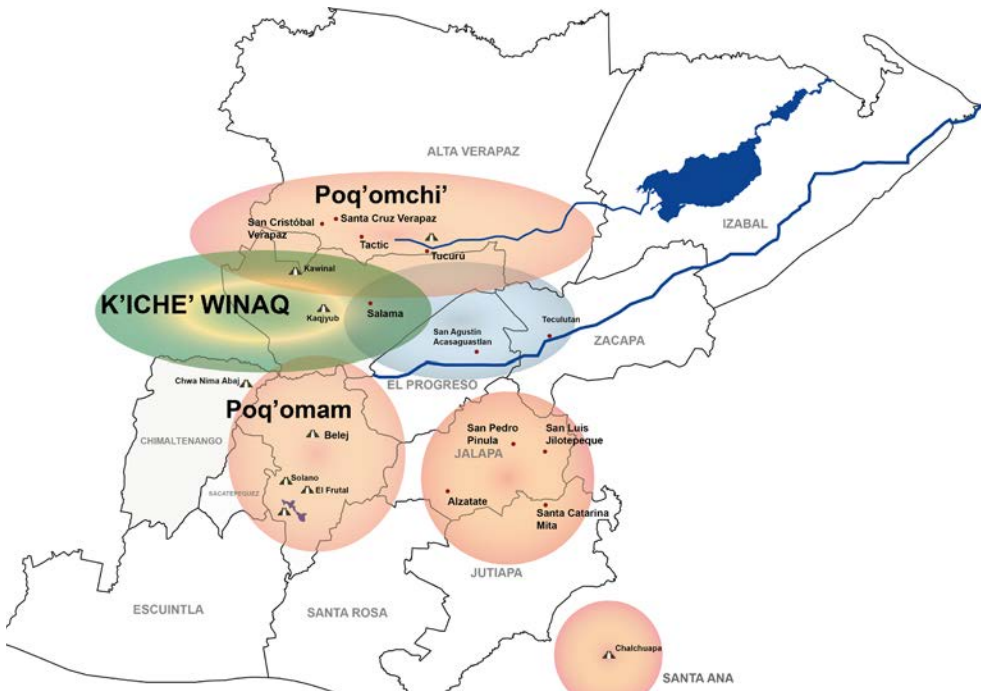 ALTA VERAPAZ
Poq'omchi'
San Cristóbal
Verapaz
Santa Cruz Verapaz
Tactic
Tucurú
IZABAL
Kawinal
K'ICHE' WINAQ
Kaqjyub
Salama
San Agustin
Acasaguastlan
Teculutan
ZACAPA
EL PROGRESO
Chwa Nima Abaj
Poq'omam
Belej
CHIMALTENANGO
San Pedro
Pinula
San Luis
Jilotepeque
JALAPA
Solano
El Frutal
SACATEPEQUEZ
Alzatate
Santa Catarina
Mita
JUTIAPA
ESCUINTLA
SANTA ROSA
Chalchuapa
SANTA ANA